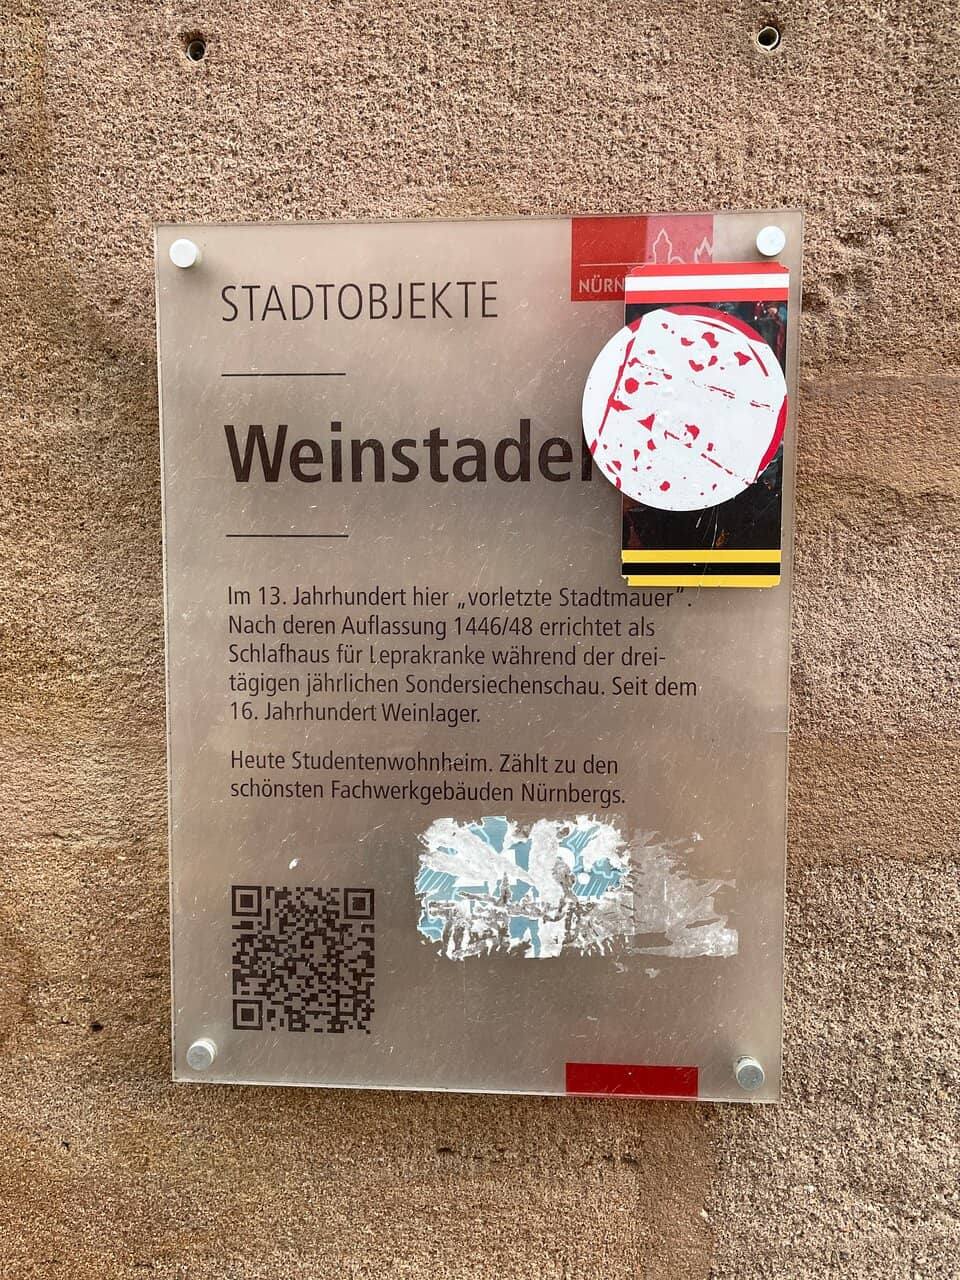 NÜRN
STADTOBJEKTE
Weinstadel
Im 13. Jahrhundert hier „vorletzte Stadtmauer“.
Nach deren Auflassung 1446/48 errichtet als
Schlafhaus für Leprakranke während der drei-
tägigen jährlichen Sondersiechenschau. Seit dem
16. Jahrhundert Weinlager.
Heute Studentenwohnheim. Zählt zu den
schönsten Fachwerkgebäuden Nürnbergs.